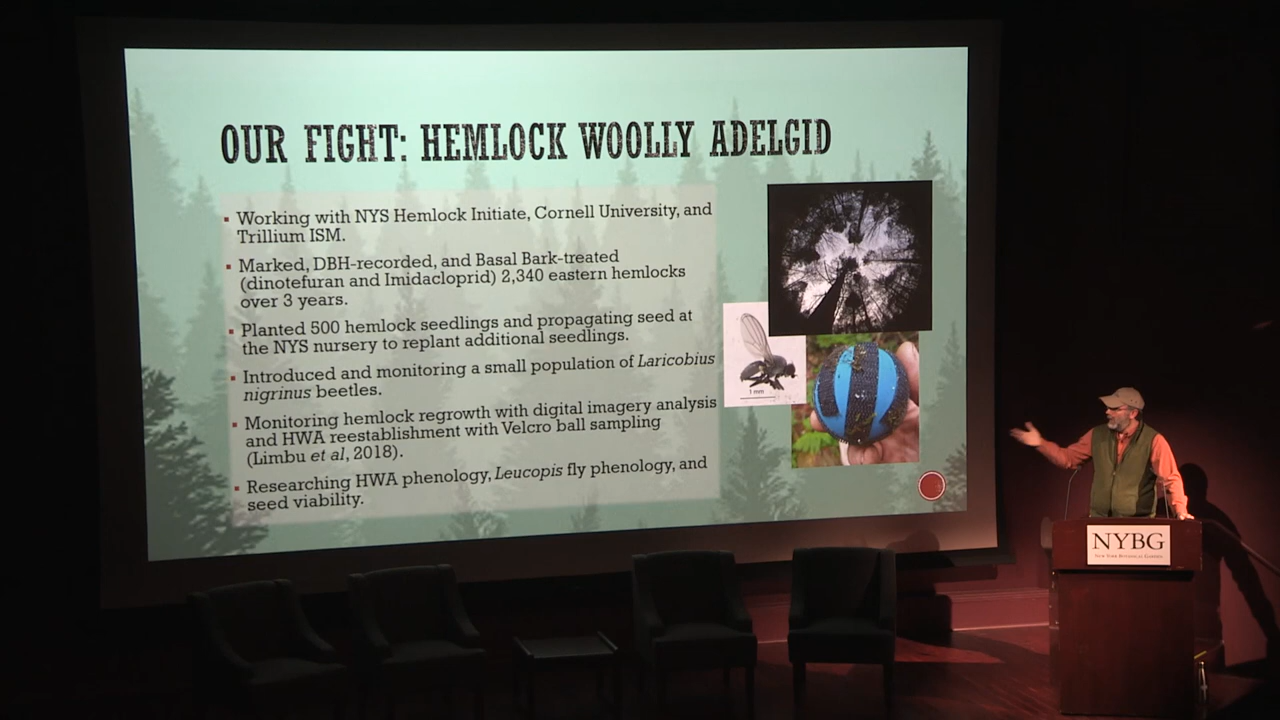 OUR FIGHT: HEMLOCK WOOLLY ADELGID
▪ Working with NYS Hemlock Initiate, Cornell University, and
Trillium ISM.
▪ Marked, DBH-recorded, and Basal Bark-treated
(dinotefuran and Imidacloprid) 2,340 eastern hemlocks
over 3 years.
▪ Planted 500 hemlock seedlings and propagating seed at
the NYS nursery to replant additional seedlings.
▪ Introduced and monitoring a small population of Laricobius
nigrinus beetles.
▪ Monitoring hemlock regrowth with digital imagery analysis
and HWA reestablishment with Velcro ball sampling
(Limbu et al, 2018).
▪ Researching HWA phenology, Leucopis fly phenology, and
seed viability.
1 mm
NYBG
NEW YORK BOTANICAL GARDEN